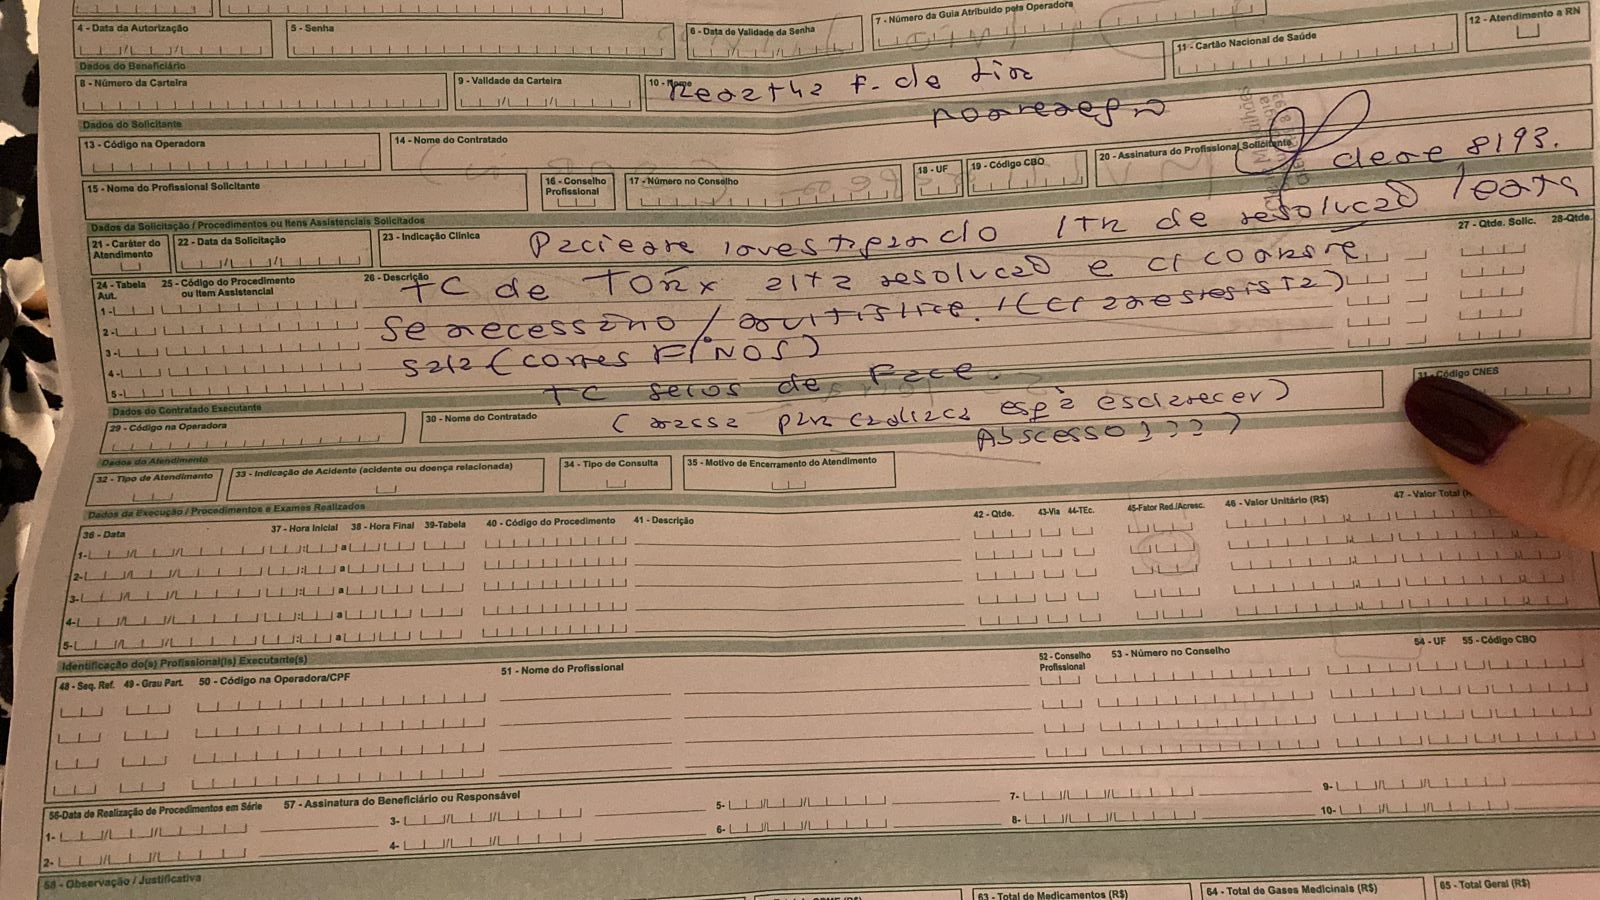 4 - Data da Autorização
5 - Senha
6 - Data de Validade da Senha
7 - Número da Guia Atribuído pela Operadora
Dados do Beneficiário
8 - Número da Carteira
9 - Validade da Carteira
10 - Nome
F. de
11 - Cartão Nacional de Saúde
12 - Atendimento a RN
Dados do Solicitante
13 - Código na Operadora
14 - Nome do Contratado
15 - Nome do Profissional Solicitante
16 - Conselho Profissional
17 - Número no Conselho
18 - UF
19 - Código CBO
20 - Assinatura do Profissional Solicitante
8193.
Dados da Solicitação / Procedimentos ou Itens Assistenciais Solicitados
21 - Caráter do Atendimento
22 - Data da Solicitação
23 - Indicação Clínica
Paciente investigando ITR de resolução lenta
24 - Tabela Aut.
25 - Código do Procedimento ou Item Assistencial
26 - Descrição
27 - Qtde. Solic.
28-Qtde.
TC de Tórax alta resolução e c/ contraste
1-
2-
se necessário / multislice. (c/ anestesista)
3-
sala (cortes FINOS)
4-
5-
TC seios de Face.
Dados do Contratado Executante
29 - Código na Operadora
30 - Nome do Contratado
31 - Código CNES
(massa esclarecer)
Abscesso ???)
Dados do Atendimento
32 - Tipo de Atendimento
33 - Indicação de Acidente (acidente ou doença relacionada)
34 - Tipo de Consulta
35 - Motivo de Encerramento do Atendimento
Dados da Execução / Procedimentos e Exames Realizados
36 - Data
37 - Hora Inicial
38 - Hora Final
39-Tabela
40 - Código do Procedimento
41 - Descrição
42 - Qtde.
43-Via
44-TEc.
45-Fator Red./Acresc.
46 - Valor Unitário (R$)
47 - Valor Total
1- a
2- a
3- a
4- a
5- a
Identificação do(s) Profissional(is) Executante(s)
48 - Seq. Ref.
49 - Grau Part.
50 - Código na Operadora/CPF
51 - Nome do Profissional
52 - Conselho Profissional
53 - Número no Conselho
54 - UF
55 - Código CBO
56-Data de Realização de Procedimentos em Série
57 - Assinatura do Beneficiário ou Responsável
1- 3- 5- 7- 9-
2- 4- 6- 8- 10-
58 - Observação / Justificativa
63 - Total de Medicamentos (R$)
64 - Total de Gases Medicinais (R$)
65 - Total Geral (R$)